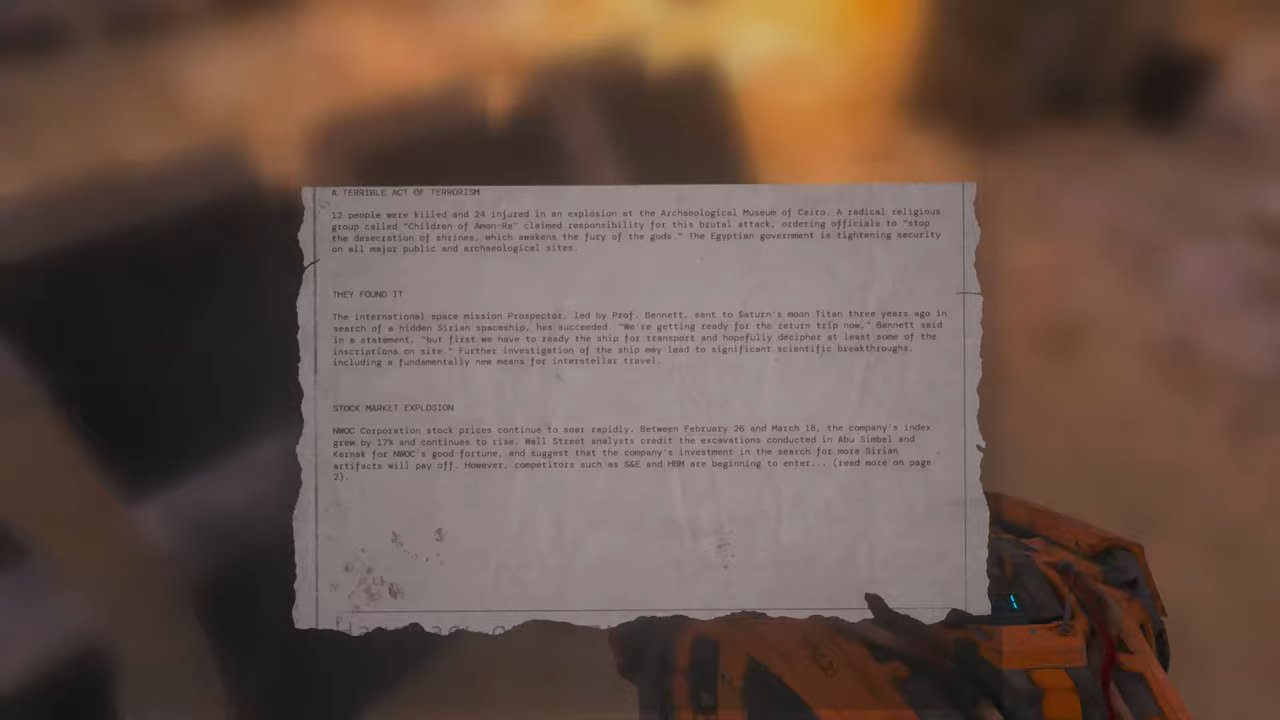 A TERRIBLE ACT OF TERRORISM
12 people were killed and 24 injured in an explosion at the Archaeological Museum of Cairo. A radical religious
group called "Children of Amon-Ra" claimed responsibility for this brutal attack, ordering officials to "stop
the desecration of shrines, which awakens the fury of the gods." The Egyptian government is tightening security
on all major public and archaeological sites.
THEY FOUND IT
The international space mission Prospector, led by Prof. Bennett, sent to Saturn's moon Titan three years ago in
search of a hidden Sirian spaceship, has succeeded. "We're getting ready for the return trip now," Bennett said
in a statement, "but first we have to ready the ship for transport and hopefully decipher at least some of the
inscriptions on site." Further investigation of the ship may lead to significant scientific breakthroughs,
including a fundamentally new means for interstellar travel.
STOCK MARKET EXPLOSION
NWOC Corporation stock prices continue to soar rapidly. Between February 26 and March 18, the company's index
grew by 17% and continues to rise. Wall Street analysts credit the excavations conducted in Abu Simbel and
Karnak for NWOC's good fortune, and suggest that the company's investment in the search for more Sirian
artifacts will pay off. However, competitors such as S&E and HBM are beginning to enter... (read more on page
2).